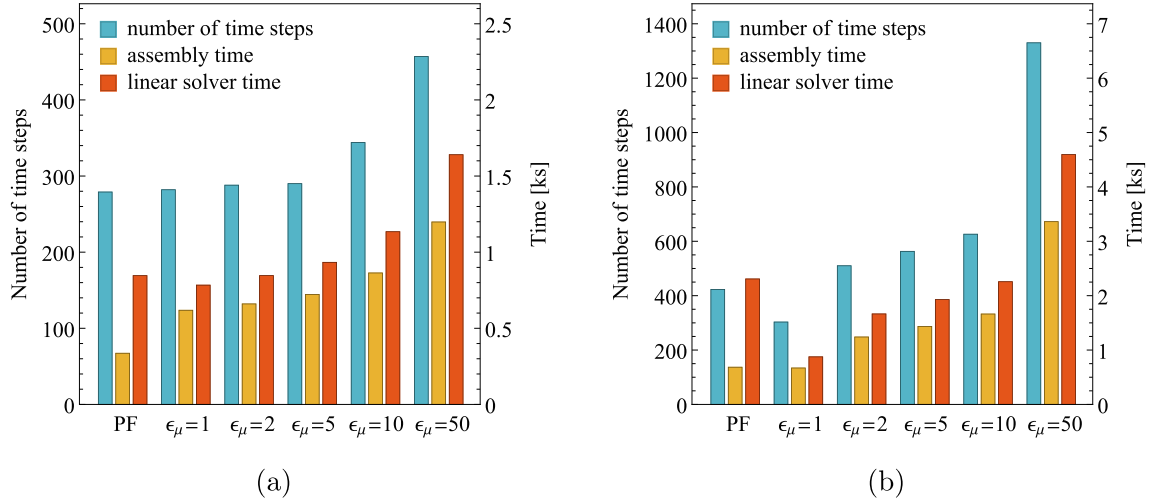 number of time steps
assembly time
linear solver time
Number of time steps
0
100
200
300
400
500
Time [ks]
0
0.5
1
1.5
2
2.5
PF
ϵμ=1
ϵμ=2
ϵμ=5
ϵμ=10
ϵμ=50
(a)
number of time steps
assembly time
linear solver time
Number of time steps
0
200
400
600
800
1000
1200
1400
Time [ks]
0
1
2
3
4
5
6
7
PF
ϵμ=1
ϵμ=2
ϵμ=5
ϵμ=10
ϵμ=50
(b)